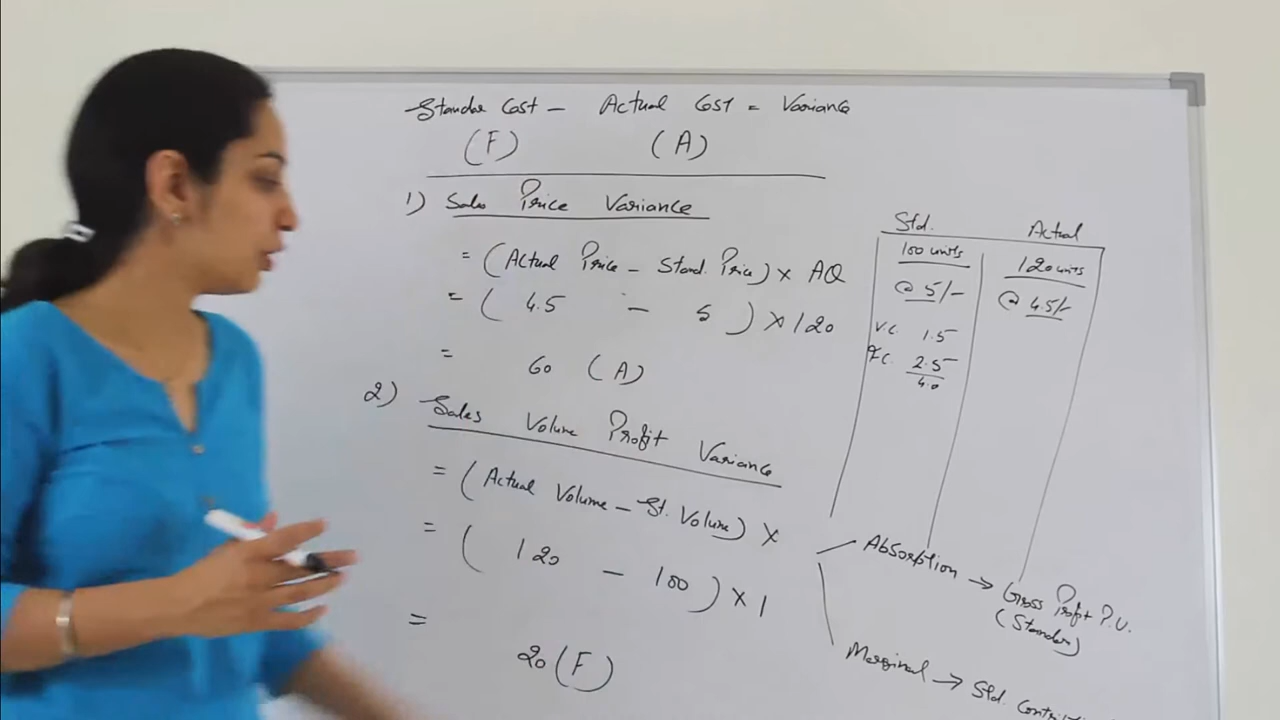 Standar Cost - Actual Cost = Variance
(F) (A)
1) Sales Price Variance
= (Actual Price - Stand. Price) × AQ
= ( 4.5 - 5 ) × 120
= 60 (A)
2) Sales Volume Profit Variance
= (Actual Volume - St. Volume) ×
= ( 120 - 100 ) × 1
= 20 (F)
Std. Actual
100 units 120 units
@ 5/- @ 4.5/-
V.C. 1.5
F.C. 2.5
4.0
Absorption → Gross Profit P.U.
(Standar)
Marginal → Std.